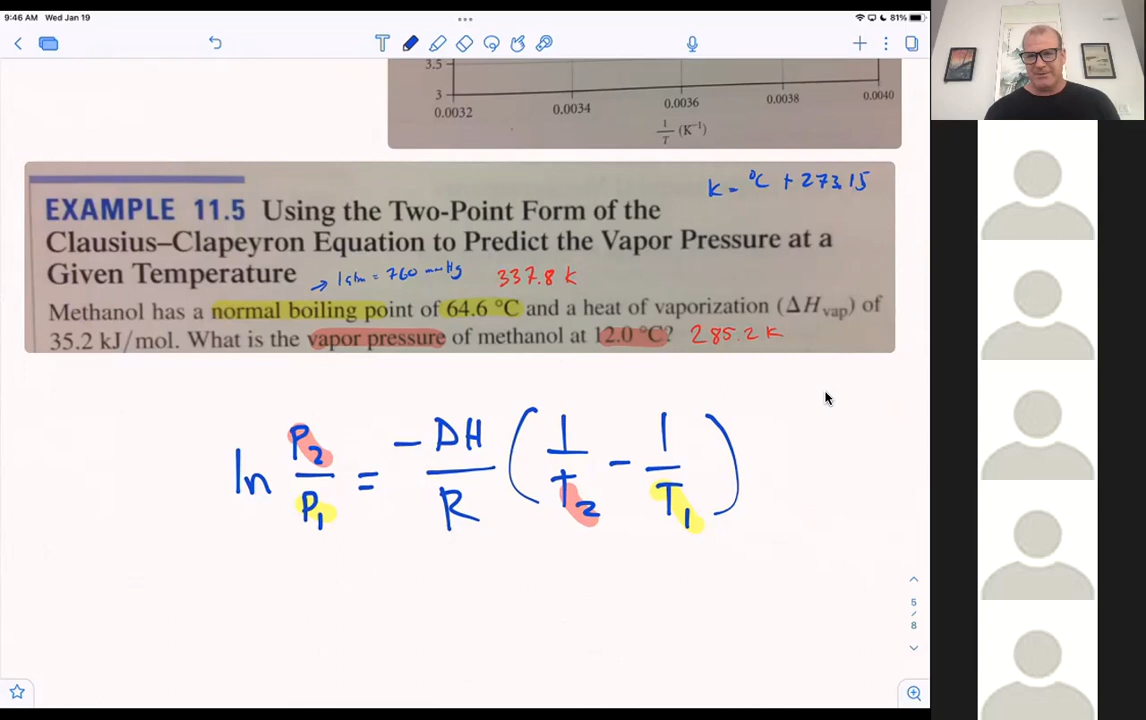 9:46 AM Wed Jan 19
81%
T
3.5
3
0.0032
0.0034
0.0036
0.0038
0.0040
1/T (K⁻¹)
K = °C + 273.15
EXAMPLE 11.5 Using the Two-Point Form of the
Clausius–Clapeyron Equation to Predict the Vapor Pressure at a
Given Temperature
→ 1 atm = 760 mmHg 337.8 K
Methanol has a normal boiling point of 64.6 °C and a heat of vaporization (ΔHvap) of
35.2 kJ/mol. What is the vapor pressure of methanol at 12.0 °C? 285.2 K
ln P2/P1 = -DH/R (1/t2 - 1/T1)
5
/
8